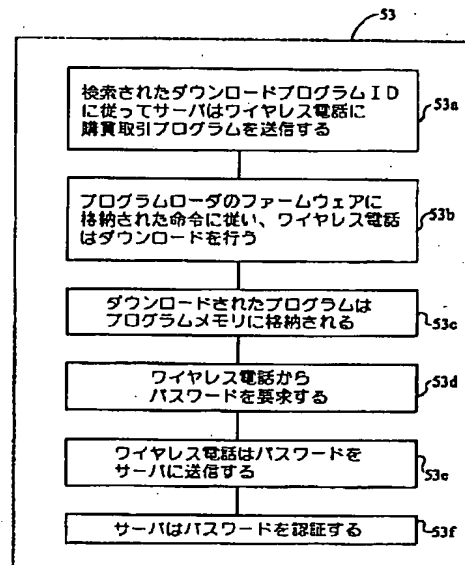 53
検索されたダウンロードプログラムID
に従ってサーバはワイヤレス電話に
購買取引プログラムを送信する
53a
プログラムローダのファームウェアに
格納された命令に従い、ワイヤレス電話
はダウンロードを行う
53b
ダウンロードされたプログラムは
プログラムメモリに格納される
53c
ワイヤレス電話から
パスワードを要求する
53d
ワイヤレス電話はパスワードを
サーバに送信する
53e
サーバはパスワードを認証する
53f